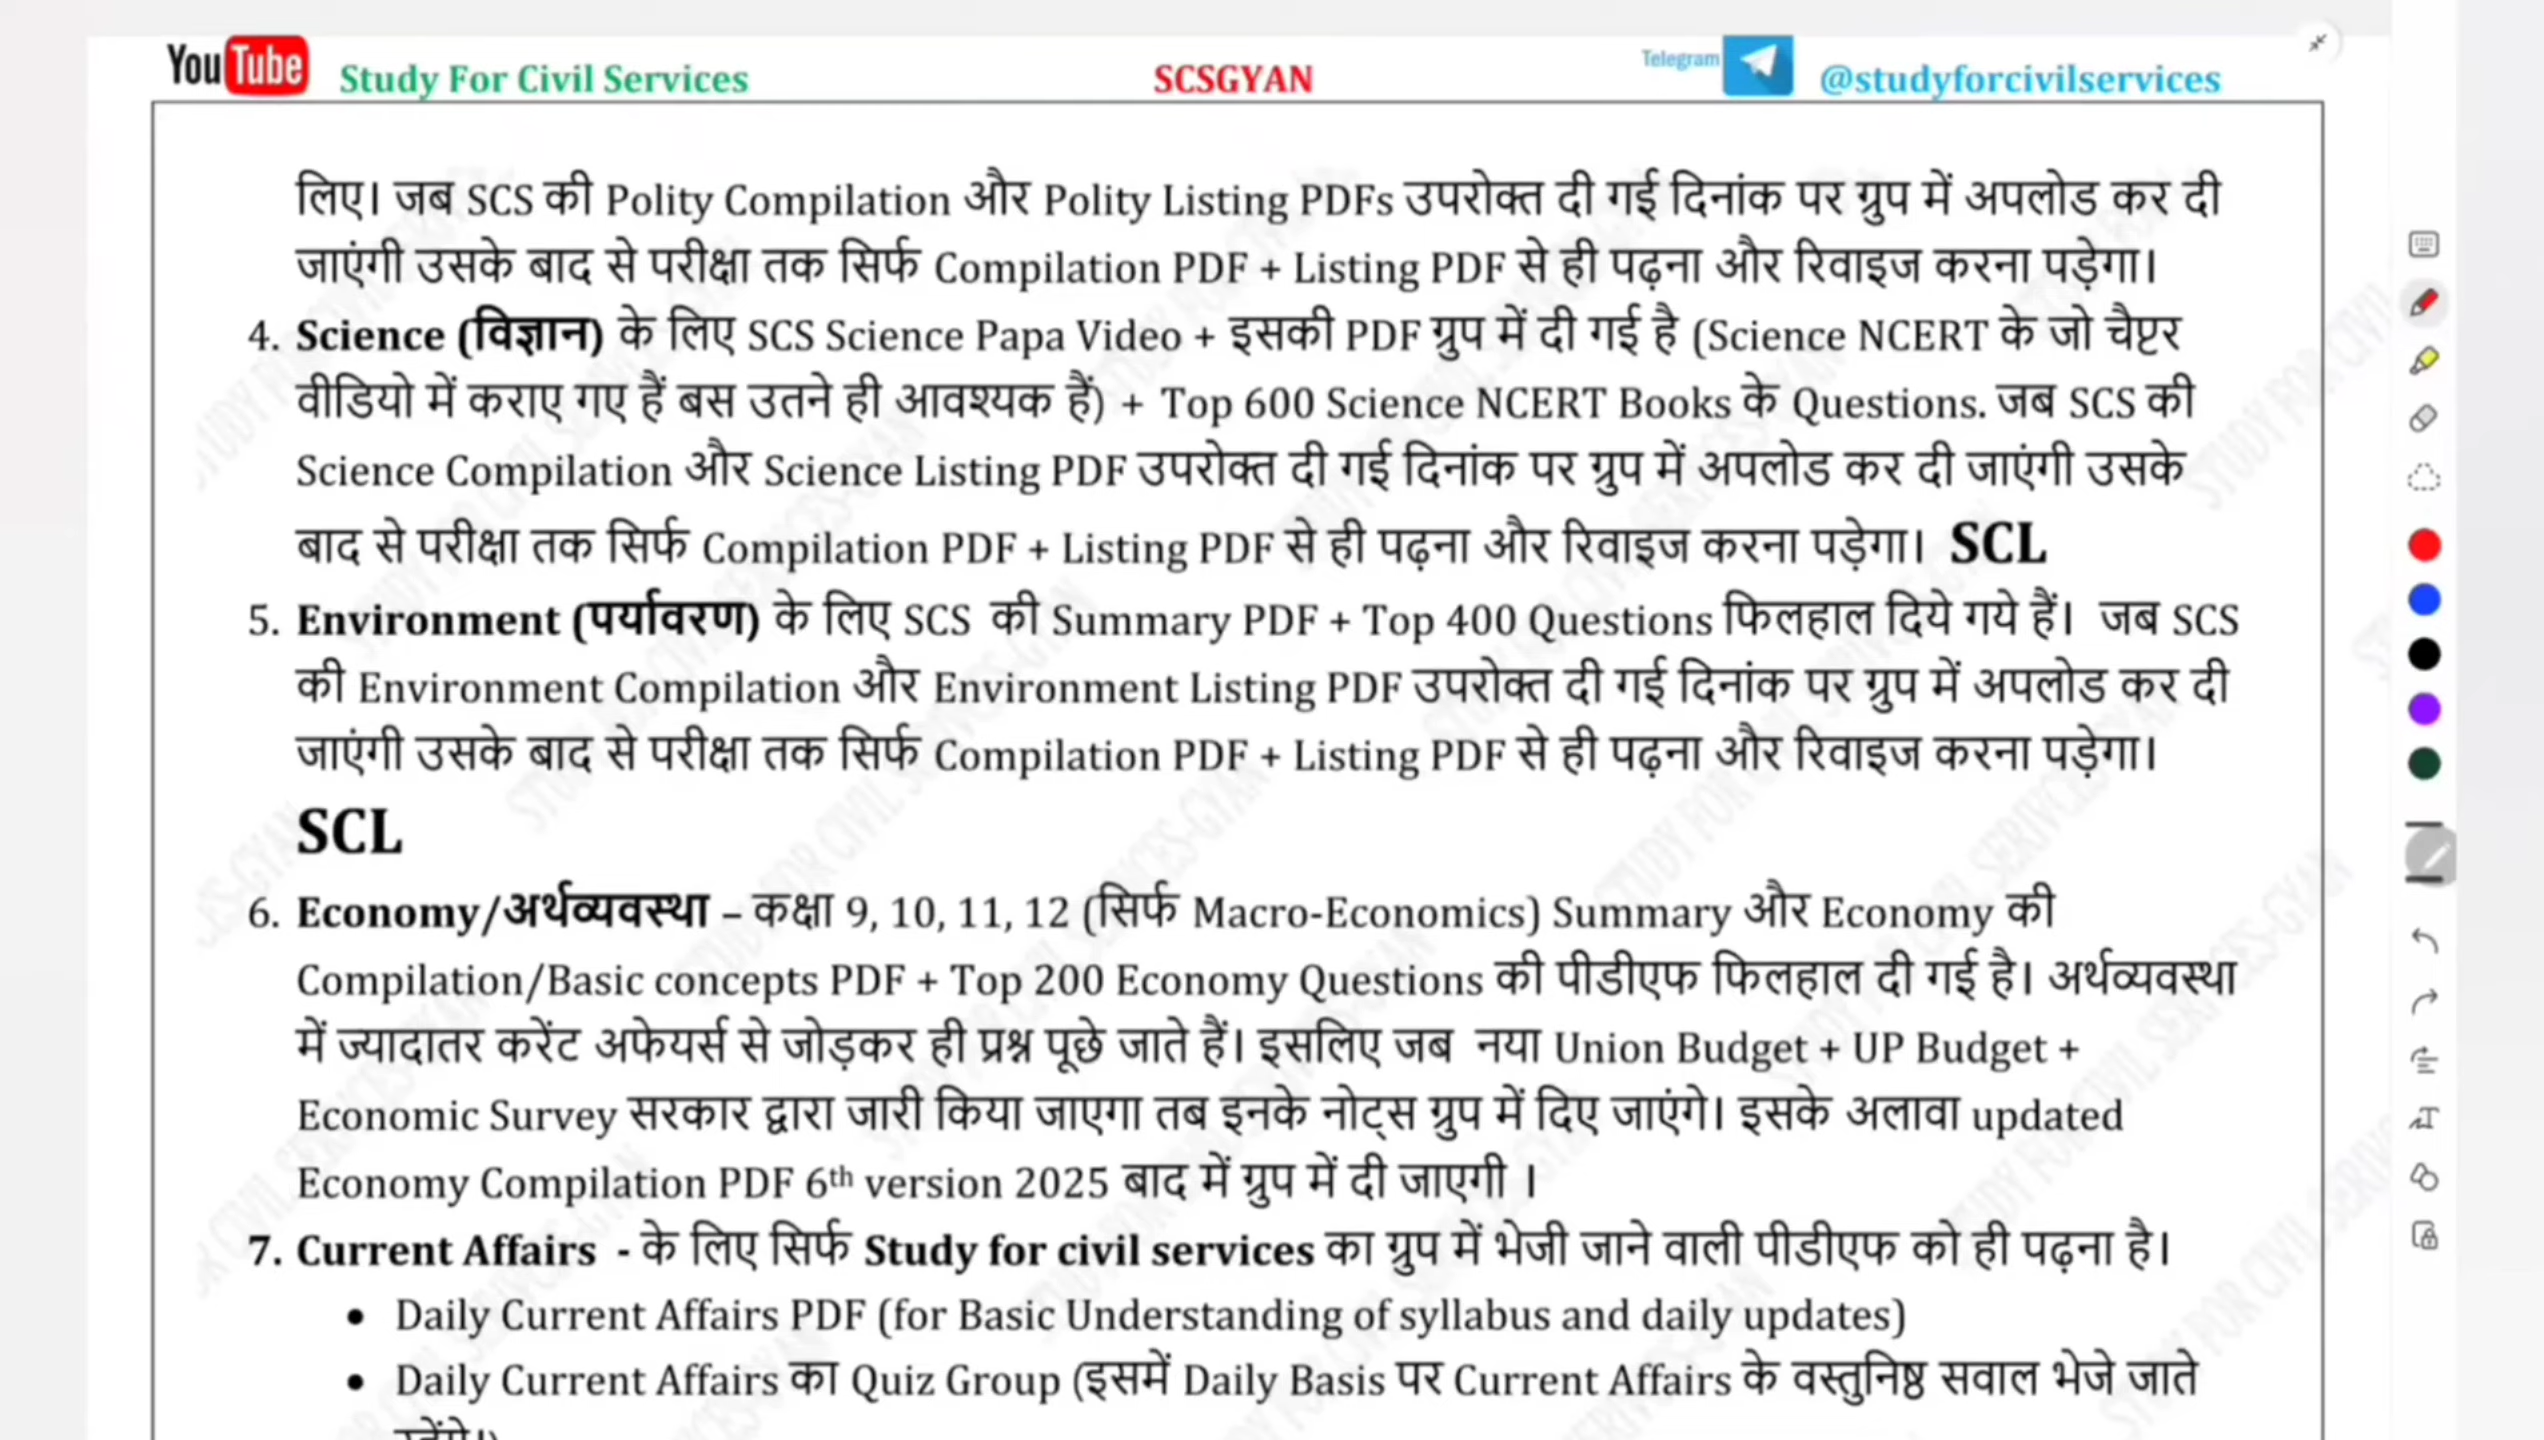 YouTube Study For Civil Services SCSGYAN Telegram @studyforcivilservices
लिए। जब SCS की Polity Compilation और Polity Listing PDFs उपरोक्त दी गई दिनांक पर ग्रुप में अपलोड कर दी
जाएंगी उसके बाद से परीक्षा तक सिर्फ Compilation PDF + Listing PDF से ही पढ़ना और रिवाइज करना पड़ेगा।
4. Science (विज्ञान) के लिए SCS Science Papa Video + इसकी PDF ग्रुप में दी गई है (Science NCERT के जो चैप्टर
वीडियो में कराए गए हैं बस उतने ही आवश्यक हैं) + Top 600 Science NCERT Books के Questions. जब SCS की
Science Compilation और Science Listing PDF उपरोक्त दी गई दिनांक पर ग्रुप में अपलोड कर दी जाएंगी उसके
बाद से परीक्षा तक सिर्फ Compilation PDF + Listing PDF से ही पढ़ना और रिवाइज करना पड़ेगा। SCL
5. Environment (पर्यावरण) के लिए SCS की Summary PDF + Top 400 Questions फिलहाल दिये गये हैं। जब SCS
की Environment Compilation और Environment Listing PDF उपरोक्त दी गई दिनांक पर ग्रुप में अपलोड कर दी
जाएंगी उसके बाद से परीक्षा तक सिर्फ Compilation PDF + Listing PDF से ही पढ़ना और रिवाइज करना पड़ेगा।
SCL
6. Economy/अर्थव्यवस्था – कक्षा 9, 10, 11, 12 (सिर्फ Macro-Economics) Summary और Economy की
Compilation/Basic concepts PDF + Top 200 Economy Questions की पीडीएफ फिलहाल दी गई है। अर्थव्यवस्था
में ज्यादातर करेंट अफेयर्स से जोड़कर ही प्रश्न पूछे जाते हैं। इसलिए जब नया Union Budget + UP Budget +
Economic Survey सरकार द्वारा जारी किया जाएगा तब इनके नोट्स ग्रुप में दिए जाएंगे। इसके अलावा updated
Economy Compilation PDF 6th version 2025 बाद में ग्रुप में दी जाएगी ।
7. Current Affairs - के लिए सिर्फ Study for civil services का ग्रुप में भेजी जाने वाली पीडीएफ को ही पढ़ना है।
• Daily Current Affairs PDF (for Basic Understanding of syllabus and daily updates)
• Daily Current Affairs का Quiz Group (इसमें Daily Basis पर Current Affairs के वस्तुनिष्ठ सवाल भेजे जाते